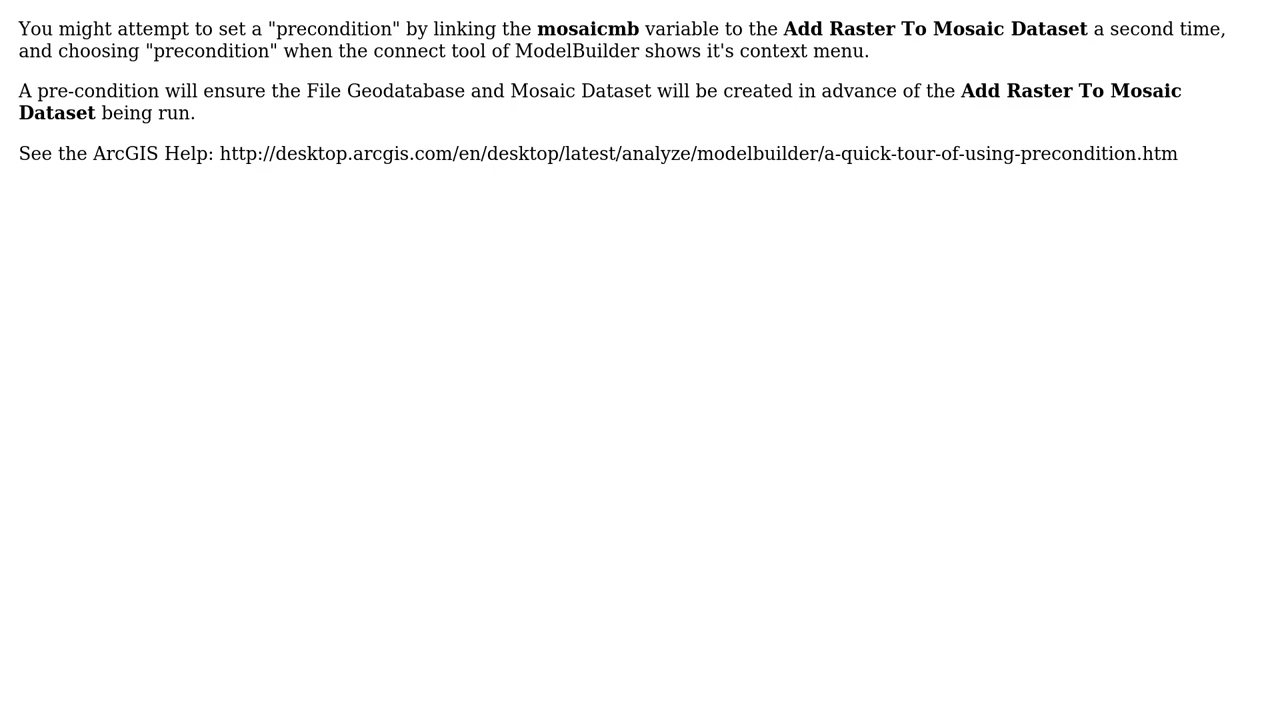 You might attempt to set a "precondition" by linking the mosaicmb variable to the Add Raster To Mosaic Dataset a second time,
and choosing "precondition" when the connect tool of ModelBuilder shows it's context menu.
A pre-condition will ensure the File Geodatabase and Mosaic Dataset will be created in advance of the Add Raster To Mosaic
Dataset being run.
See the ArcGIS Help: http://desktop.arcgis.com/en/desktop/latest/analyze/modelbuilder/a-quick-tour-of-using-precondition.htm